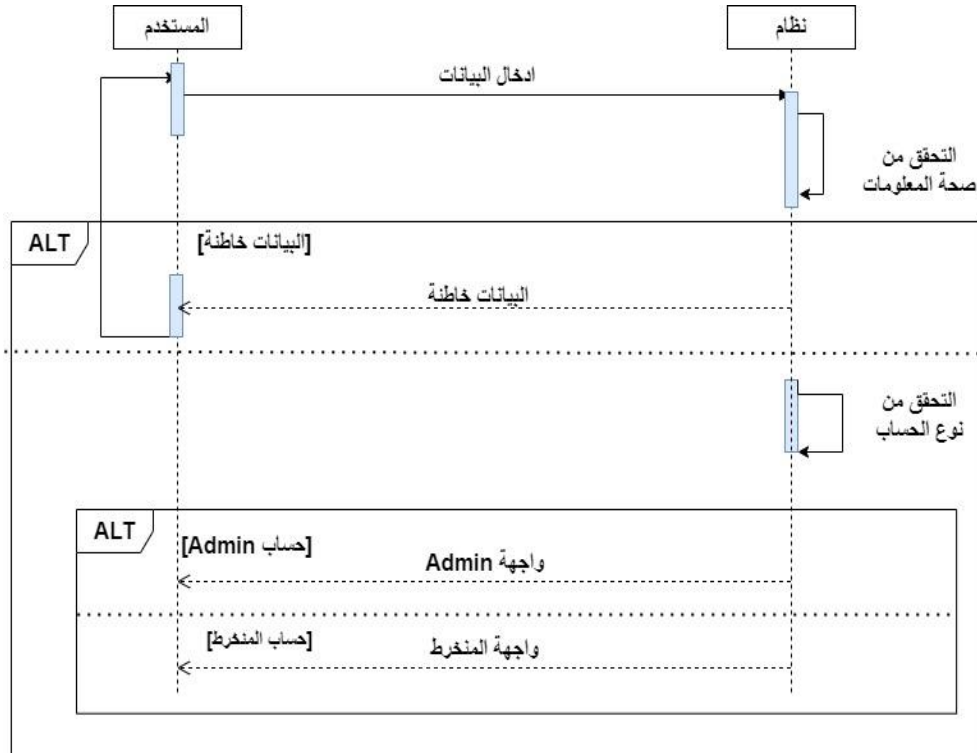 المستخدم
نظام
ادخال البيانات
التحقق من
صحة المعلومات
ALT
[البيانات خاطئة]
البيانات خاطئة
التحقق من
نوع الحساب
ALT
[حساب Admin]
واجهة Admin
[حساب المنخرط]
واجهة المنخرط